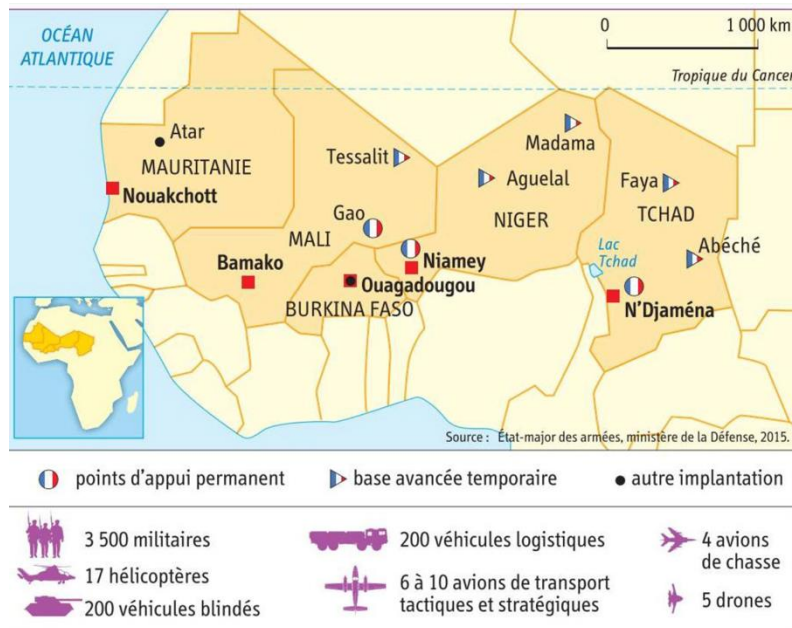 OCÉAN
ATLANTIQUE
0 1 000 km
Tropique du Cancer
Atar
MAURITANIE
Nouakchott
Tessalit
Madama
Aguelal
Faya
Gao
NIGER
TCHAD
MALI
Abéché
Lac
Tchad
Bamako
Niamey
Ouagadougou
BURKINA FASO
N'Djaména
Source : État-major des armées, ministère de la Défense, 2015.
points d'appui permanent
base avancée temporaire
autre implantation
3 500 militaires
17 hélicoptères
200 véhicules blindés
200 véhicules logistiques
6 à 10 avions de transport
tactiques et stratégiques
4 avions
de chasse
5 drones